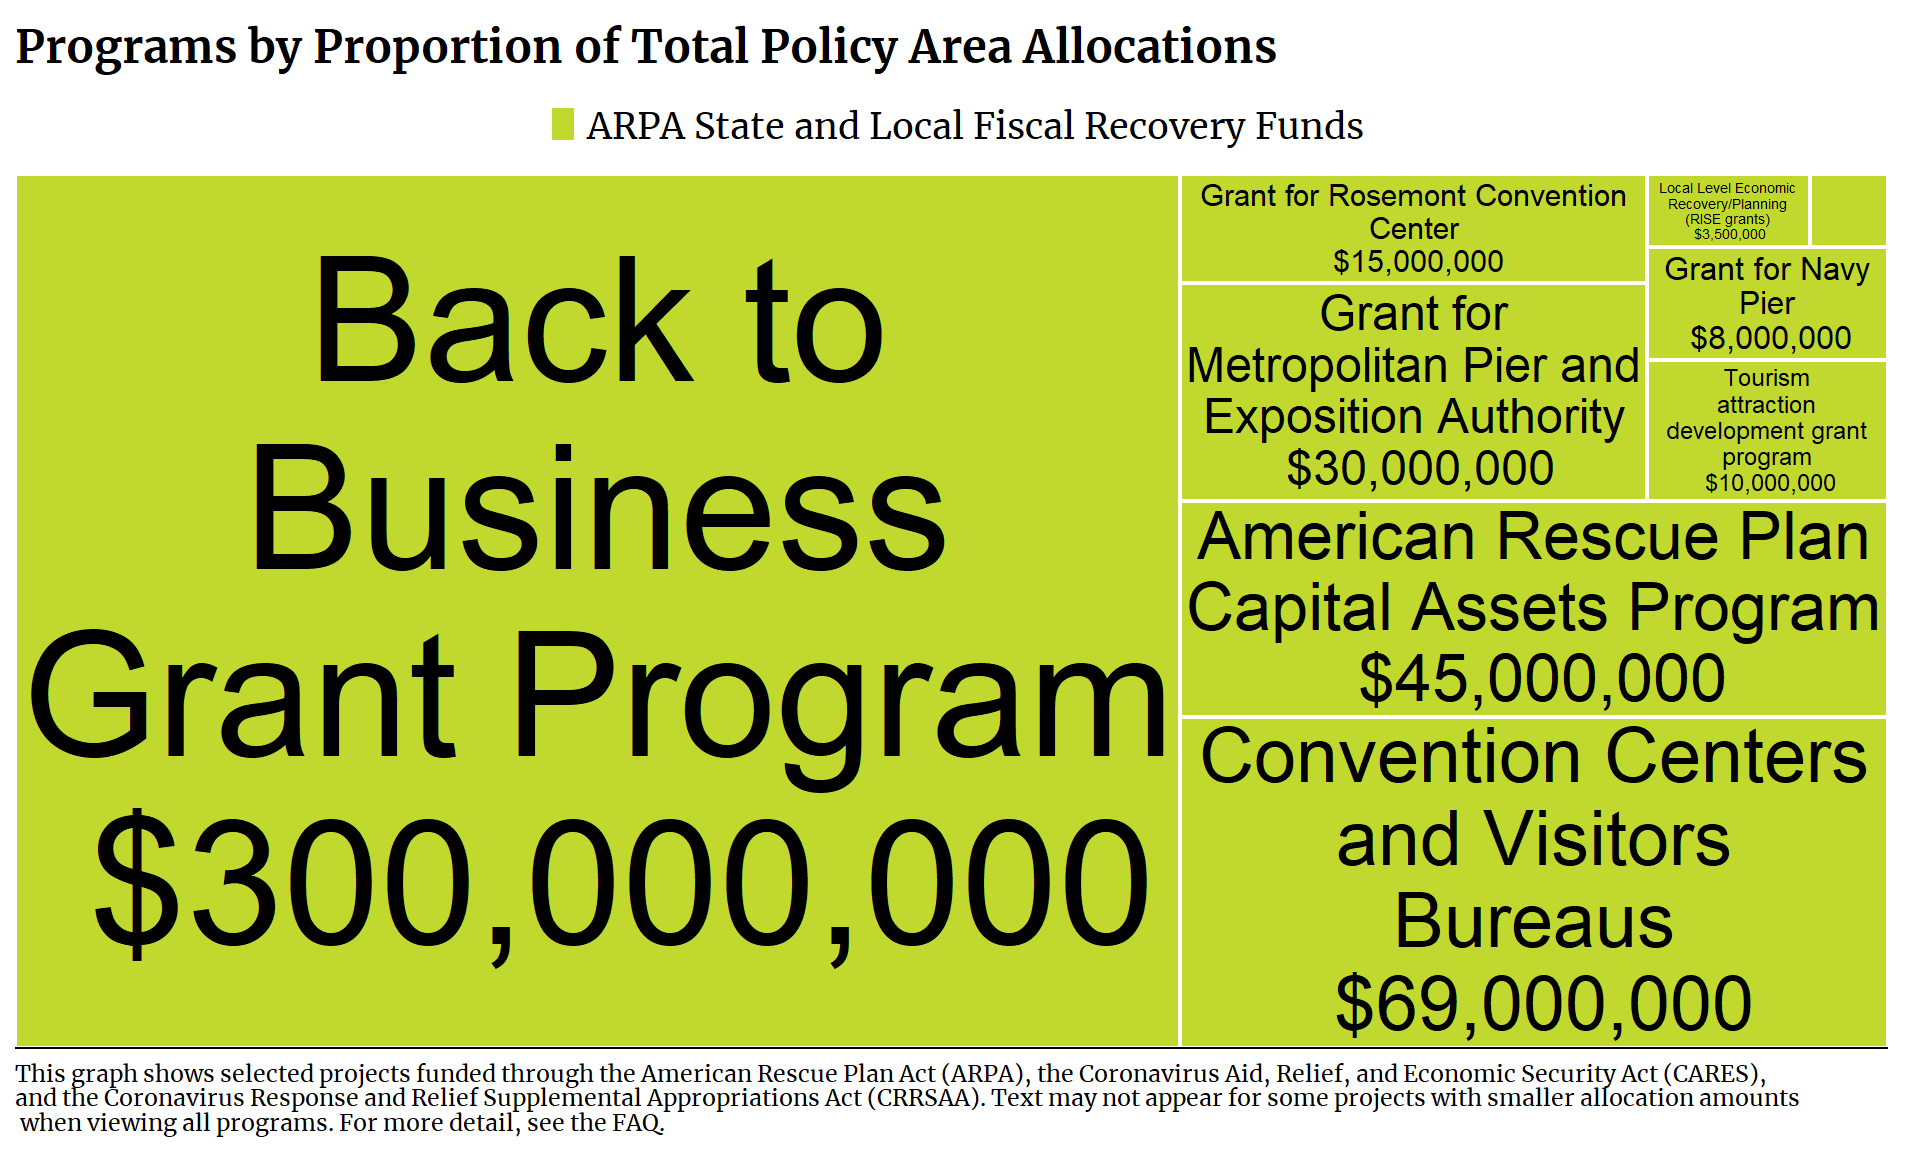 Programs by Proportion of Total Policy Area Allocations
ARPA State and Local Fiscal Recovery Funds
Back to
Business
Grant Program
$300,000,000
Grant for Rosemont Convention
Center
$15,000,000
Grant for
Metropolitan Pier and
Exposition Authority
$30,000,000
Local Level Economic
Recovery/Planning
(RISE grants)
$3,500,000
Grant for Navy
Pier
$8,000,000
Tourism
attraction
development grant
program
$10,000,000
American Rescue Plan
Capital Assets Program
$45,000,000
Convention Centers
and Visitors
Bureaus
$69,000,000
This graph shows selected projects funded through the American Rescue Plan Act (ARPA), the Coronavirus Aid, Relief, and Economic Security Act (CARES),
and the Coronavirus Response and Relief Supplemental Appropriations Act (CRRSAA). Text may not appear for some projects with smaller allocation amounts
when viewing all programs. For more detail, see the FAQ.